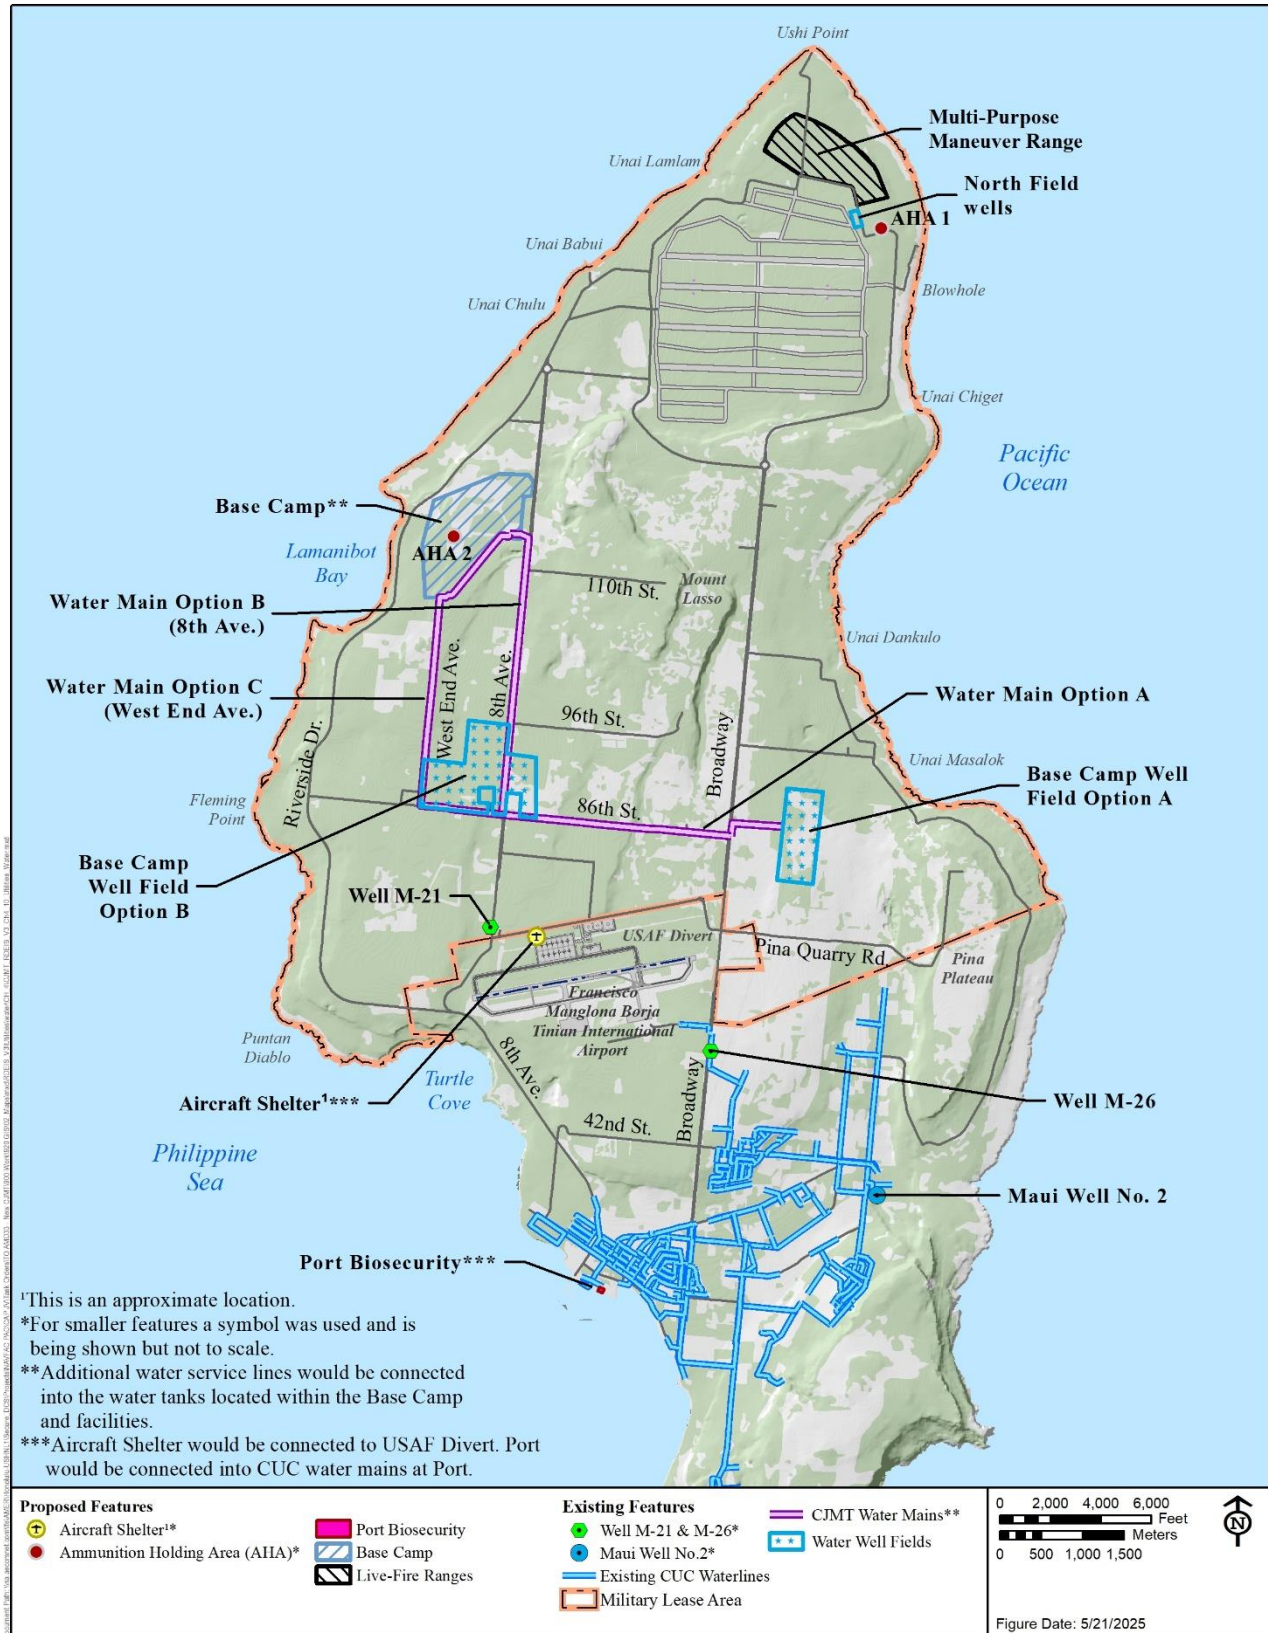 Ushi Point
Multi-Purpose
Maneuver Range
Unai Lamlam
North Field
wells
AHA 1
Unai Babui
Blowhole
Unai Chulu
Unai Chiget
Pacific
Ocean
Base Camp**
AHA 2
Lamanibot
Bay
110th St.
Mount
Lasso
Water Main Option B
(8th Ave.)
Unai Dankulo
West End Ave.
8th Ave.
Water Main Option C
(West End Ave.)
Water Main Option A
96th St.
Broadway
Riverside Dr.
Unai Masalok
Base Camp Well
Field Option A
Fleming
Point
86th St.
Base Camp
Well Field
Option B
Well M-21
USAF Divert
Pina Quarry Rd.
Pina
Plateau
Francisco
Manglona Borja
Tinian International
Airport
Puntan
Diablo
8th Ave.
Turtle
Cove
Broadway
Aircraft Shelter¹***
Well M-26
42nd St.
Philippine
Sea
Maui Well No. 2
Port Biosecurity***
¹This is an approximate location.
*For smaller features a symbol was used and is
being shown but not to scale.
**Additional water service lines would be connected
into the water tanks located within the Base Camp
and facilities.
***Aircraft Shelter would be connected to USAF Divert. Port
would be connected into CUC water mains at Port.
Proposed Features
Aircraft Shelter¹*
Ammunition Holding Area (AHA)*
Port Biosecurity
Base Camp
Live-Fire Ranges
Existing Features
Well M-21 & M-26*
Maui Well No.2*
Existing CUC Waterlines
Military Lease Area
CJMT Water Mains**
Water Well Fields
0 2,000 4,000 6,000
Feet
Meters
0 500 1,000 1,500
N
Figure Date: 5/21/2025